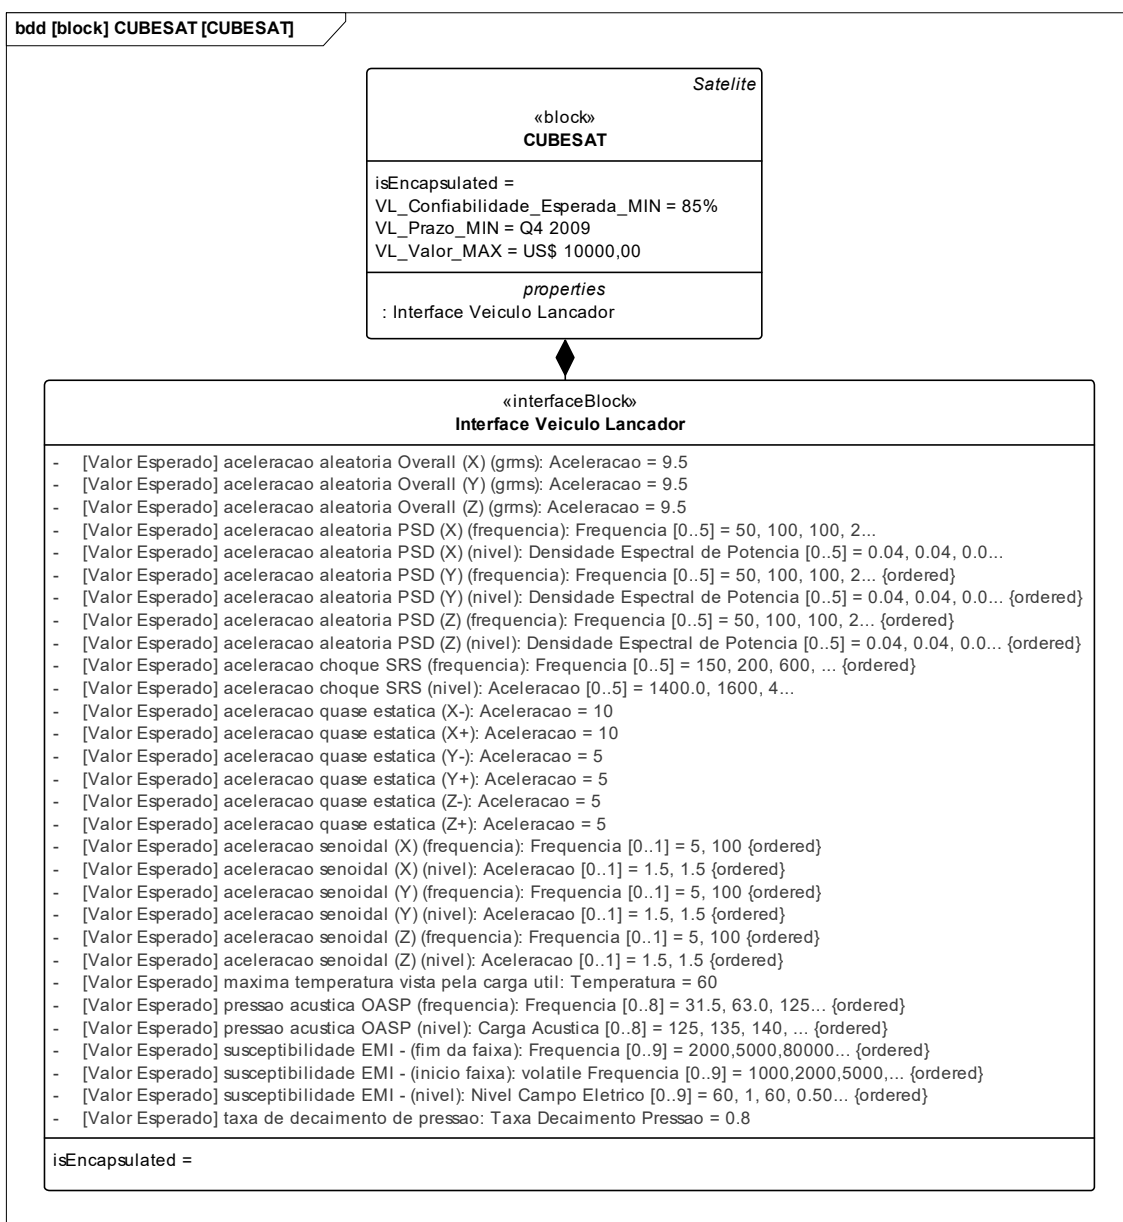 bdd [block] CUBESAT [CUBESAT]
Satelite
«block»
CUBESAT
isEncapsulated =
VL_Confiabilidade_Esperada_MIN = 85%
VL_Prazo_MIN = Q4 2009
VL_Valor_MAX = US$ 10000,00
properties
: Interface Veiculo Lancador
«interfaceBlock»
Interface Veiculo Lancador
- [Valor Esperado] aceleracao aleatoria Overall (X) (grms): Aceleracao = 9.5
- [Valor Esperado] aceleracao aleatoria Overall (Y) (grms): Aceleracao = 9.5
- [Valor Esperado] aceleracao aleatoria Overall (Z) (grms): Aceleracao = 9.5
- [Valor Esperado] aceleracao aleatoria PSD (X) (frequencia): Frequencia [0..5] = 50, 100, 100, 2...
- [Valor Esperado] aceleracao aleatoria PSD (X) (nivel): Densidade Espectral de Potencia [0..5] = 0.04, 0.04, 0.0...
- [Valor Esperado] aceleracao aleatoria PSD (Y) (frequencia): Frequencia [0..5] = 50, 100, 100, 2... {ordered}
- [Valor Esperado] aceleracao aleatoria PSD (Y) (nivel): Densidade Espectral de Potencia [0..5] = 0.04, 0.04, 0.0... {ordered}
- [Valor Esperado] aceleracao aleatoria PSD (Z) (frequencia): Frequencia [0..5] = 50, 100, 100, 2... {ordered}
- [Valor Esperado] aceleracao aleatoria PSD (Z) (nivel): Densidade Espectral de Potencia [0..5] = 0.04, 0.04, 0.0... {ordered}
- [Valor Esperado] aceleracao choque SRS (frequencia): Frequencia [0..5] = 150, 200, 600, ... {ordered}
- [Valor Esperado] aceleracao choque SRS (nivel): Aceleracao [0..5] = 1400.0, 1600, 4...
- [Valor Esperado] aceleracao quase estatica (X-): Aceleracao = 10
- [Valor Esperado] aceleracao quase estatica (X+): Aceleracao = 10
- [Valor Esperado] aceleracao quase estatica (Y-): Aceleracao = 5
- [Valor Esperado] aceleracao quase estatica (Y+): Aceleracao = 5
- [Valor Esperado] aceleracao quase estatica (Z-): Aceleracao = 5
- [Valor Esperado] aceleracao quase estatica (Z+): Aceleracao = 5
- [Valor Esperado] aceleracao senoidal (X) (frequencia): Frequencia [0..1] = 5, 100 {ordered}
- [Valor Esperado] aceleracao senoidal (X) (nivel): Aceleracao [0..1] = 1.5, 1.5 {ordered}
- [Valor Esperado] aceleracao senoidal (Y) (frequencia): Frequencia [0..1] = 5, 100 {ordered}
- [Valor Esperado] aceleracao senoidal (Y) (nivel): Aceleracao [0..1] = 1.5, 1.5 {ordered}
- [Valor Esperado] aceleracao senoidal (Z) (frequencia): Frequencia [0..1] = 5, 100 {ordered}
- [Valor Esperado] aceleracao senoidal (Z) (nivel): Aceleracao [0..1] = 1.5, 1.5 {ordered}
- [Valor Esperado] maxima temperatura vista pela carga util: Temperatura = 60
- [Valor Esperado] pressao acustica OASP (frequencia): Frequencia [0..8] = 31.5, 63.0, 125... {ordered}
- [Valor Esperado] pressao acustica OASP (nivel): Carga Acustica [0..8] = 125, 135, 140, ... {ordered}
- [Valor Esperado] susceptibilidade EMI - (fim da faixa): Frequencia [0..9] = 2000,5000,80000... {ordered}
- [Valor Esperado] susceptibilidade EMI - (inicio faixa): volatile Frequencia [0..9] = 1000,2000,5000,... {ordered}
- [Valor Esperado] susceptibilidade EMI - (nivel): Nivel Campo Eletrico [0..9] = 60, 1, 60, 0.50... {ordered}
- [Valor Esperado] taxa de decaimento de pressao: Taxa Decaimento Pressao = 0.8
isEncapsulated =